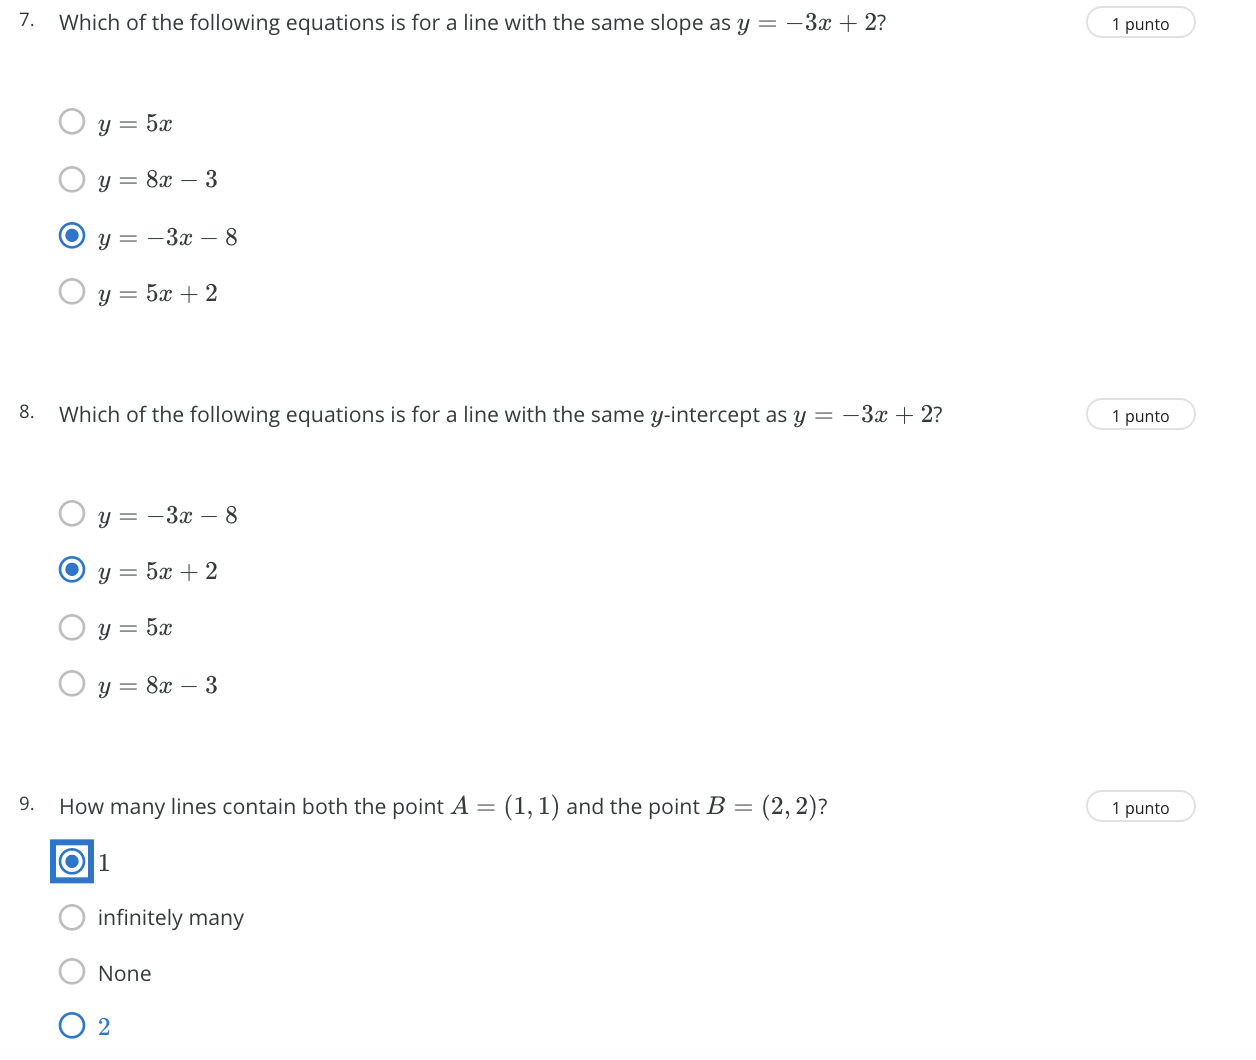 7. Which of the following equations is for a line with the same slope as y = −3x + 2? 1 punto
y = 5x
y = 8x − 3
y = −3x − 8
y = 5x + 2
8. Which of the following equations is for a line with the same y-intercept as y = −3x + 2? 1 punto
y = −3x − 8
y = 5x + 2
y = 5x
y = 8x − 3
9. How many lines contain both the point A = (1, 1) and the point B = (2, 2)? 1 punto
1
infinitely many
None
2